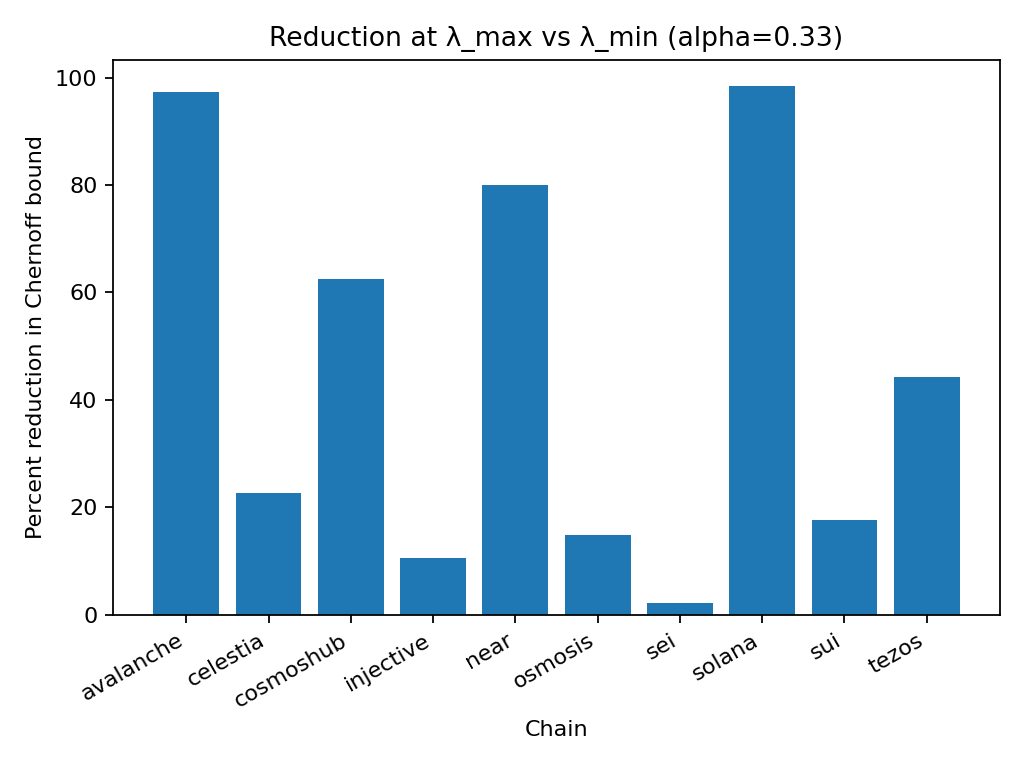 Reduction at λ_max vs λ_min (alpha=0.33)
Percent reduction in Chernoff bound
100
80
60
40
20
0
avalanche
celestia
cosmoshub
injective
near
osmosis
sei
solana
sui
tezos
Chain